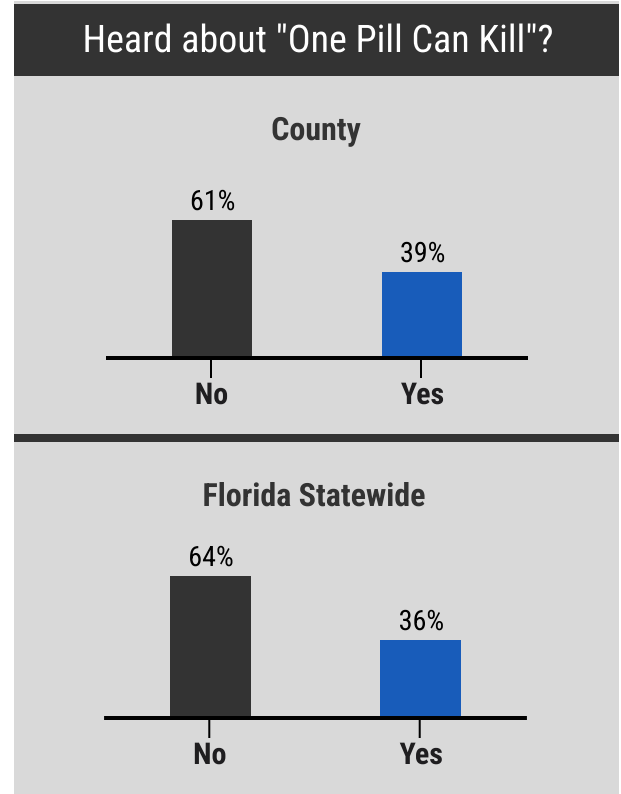 Heard about "One Pill Can Kill"?
County
61%
39%
No
Yes
Florida Statewide
64%
36%
No
Yes